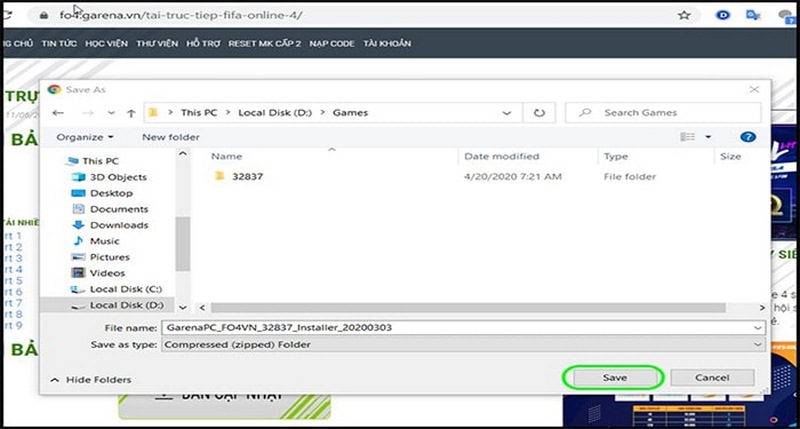 fo4.garena.vn/tai-truc-tiep-fifa-online-4/
NG CHỦ TIN TỨC HỌC VIỆN THƯ VIỆN HỖ TRỢ RESET MK CẤP 2 NẠP CODE TÀI KHOẢN
TRỰ
11/06/2
BẢ
Save As
This PC > Local Disk (D:) > Games
Search Games
Organize
New folder
Name Date modified Type Size
This PC
3D Objects
Desktop
Documents
Downloads
Music
Pictures
Videos
Local Disk (C:)
Local Disk (D:)
32837 4/20/2020 7:21 AM File folder
TẢI NHIỀ
rt 1
rt 2
rt 3
rt 4
rt 5
rt 6
rt 7
rt 8
rt 9
File name: GarenaPC_FO4VN_32837_Installer_20200303
Save as type: Compressed (zipped) Folder
Hide Folders
Save
Cancel
BẢ
BẢN CẬP NHẬT